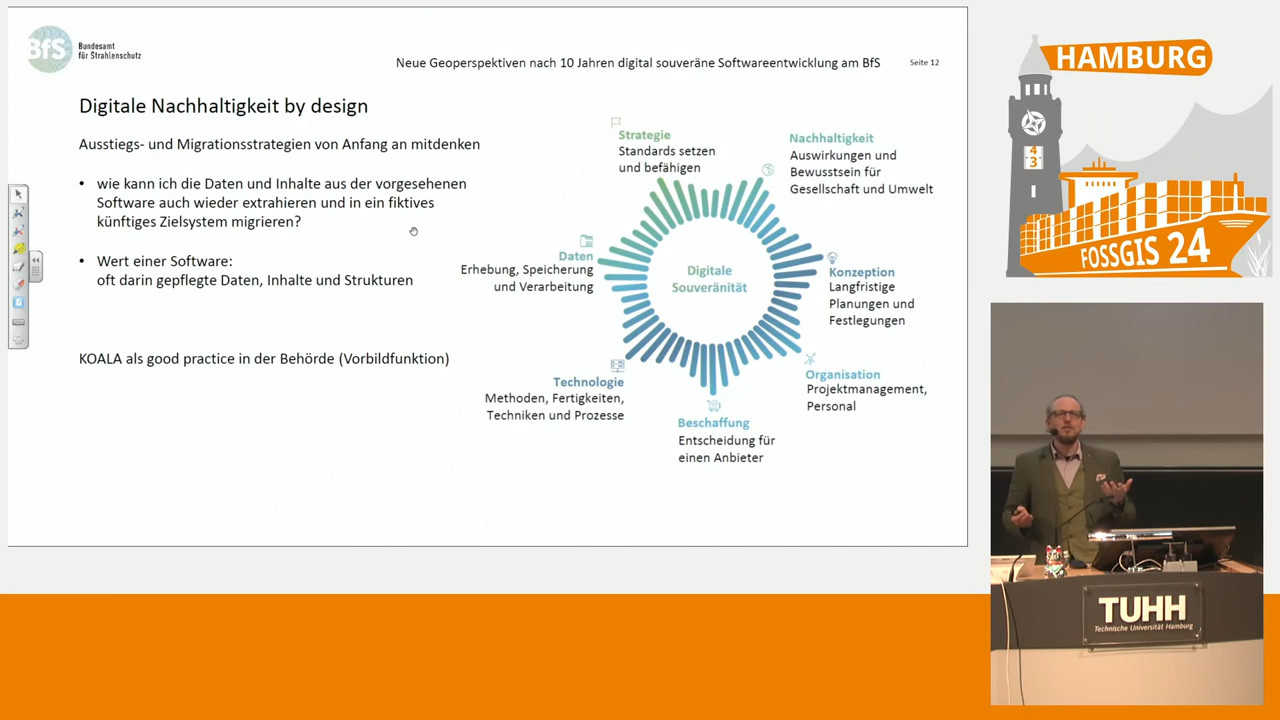 BfS
Bundesamt
für Strahlenschutz
Neue Geoperspektiven nach 10 Jahren digital souveräne Softwareentwicklung am BfS
Seite 12
Digitale Nachhaltigkeit by design
Ausstiegs- und Migrationsstrategien von Anfang an mitdenken
• wie kann ich die Daten und Inhalte aus der vorgesehenen
Software auch wieder extrahieren und in ein fiktives
künftiges Zielsystem migrieren?
• Wert einer Software:
oft darin gepflegte Daten, Inhalte und Strukturen
KOALA als good practice in der Behörde (Vorbildfunktion)
Strategie
Standards setzen
und befähigen
Nachhaltigkeit
Auswirkungen und
Bewusstsein für
Gesellschaft und Umwelt
Daten
Erhebung, Speicherung
und Verarbeitung
Digitale
Souveränität
Konzeption
Langfristige
Planungen und
Festlegungen
Technologie
Methoden, Fertigkeiten,
Techniken und Prozesse
Organisation
Projektmanagement,
Personal
Beschaffung
Entscheidung für
einen Anbieter
HAMBURG
4
3
FOSSGIS 24
TUHH
Technische Universität Hamburg